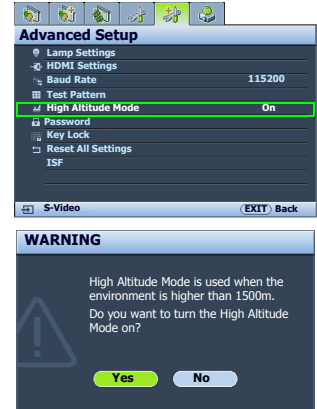 Advanced Setup
Lamp Settings
HDMI Settings
Baud Rate 115200
Test Pattern
High Altitude Mode On
Password
Key Lock
Reset All Settings
ISF
S-Video EXIT Back
WARNING
High Altitude Mode is used when the
environment is higher than 1500m.
Do you want to turn the High Altitude
Mode on?
Yes No